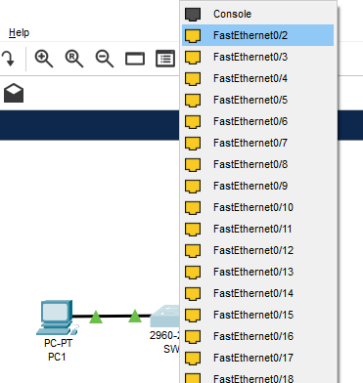 Help
Console
FastEthernet0/2
FastEthernet0/3
FastEthernet0/4
FastEthernet0/5
FastEthernet0/6
FastEthernet0/7
FastEthernet0/8
FastEthernet0/9
FastEthernet0/10
FastEthernet0/11
FastEthernet0/12
FastEthernet0/13
FastEthernet0/14
FastEthernet0/15
FastEthernet0/16
FastEthernet0/17
FastEthernet0/18
PC-PT
PC1
2960-2
SW